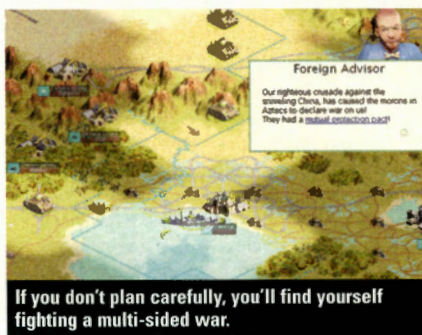 Foreign Advisor
Our righteous crusade against the
sniveling China, has caused the morons in
Aztecs to declare war on us!
They had a mutual protection pact!
If you don't plan carefully, you'll find yourself
fighting a multi-sided war.